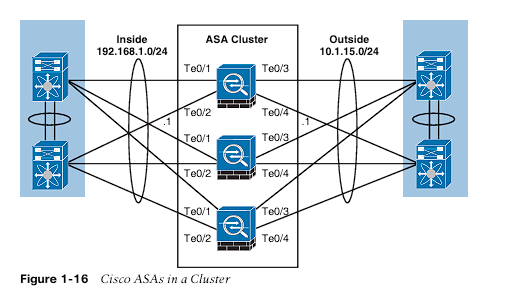 Inside
192.168.1.0/24
ASA Cluster
Outside
10.1.15.0/24
Te0/1
Te0/3
Te0/2
Te0/4
.1
.1
Te0/1
Te0/3
Te0/2
Te0/4
Te0/1
Te0/3
Te0/2
Te0/4
Figure 1-16 Cisco ASAs in a Cluster